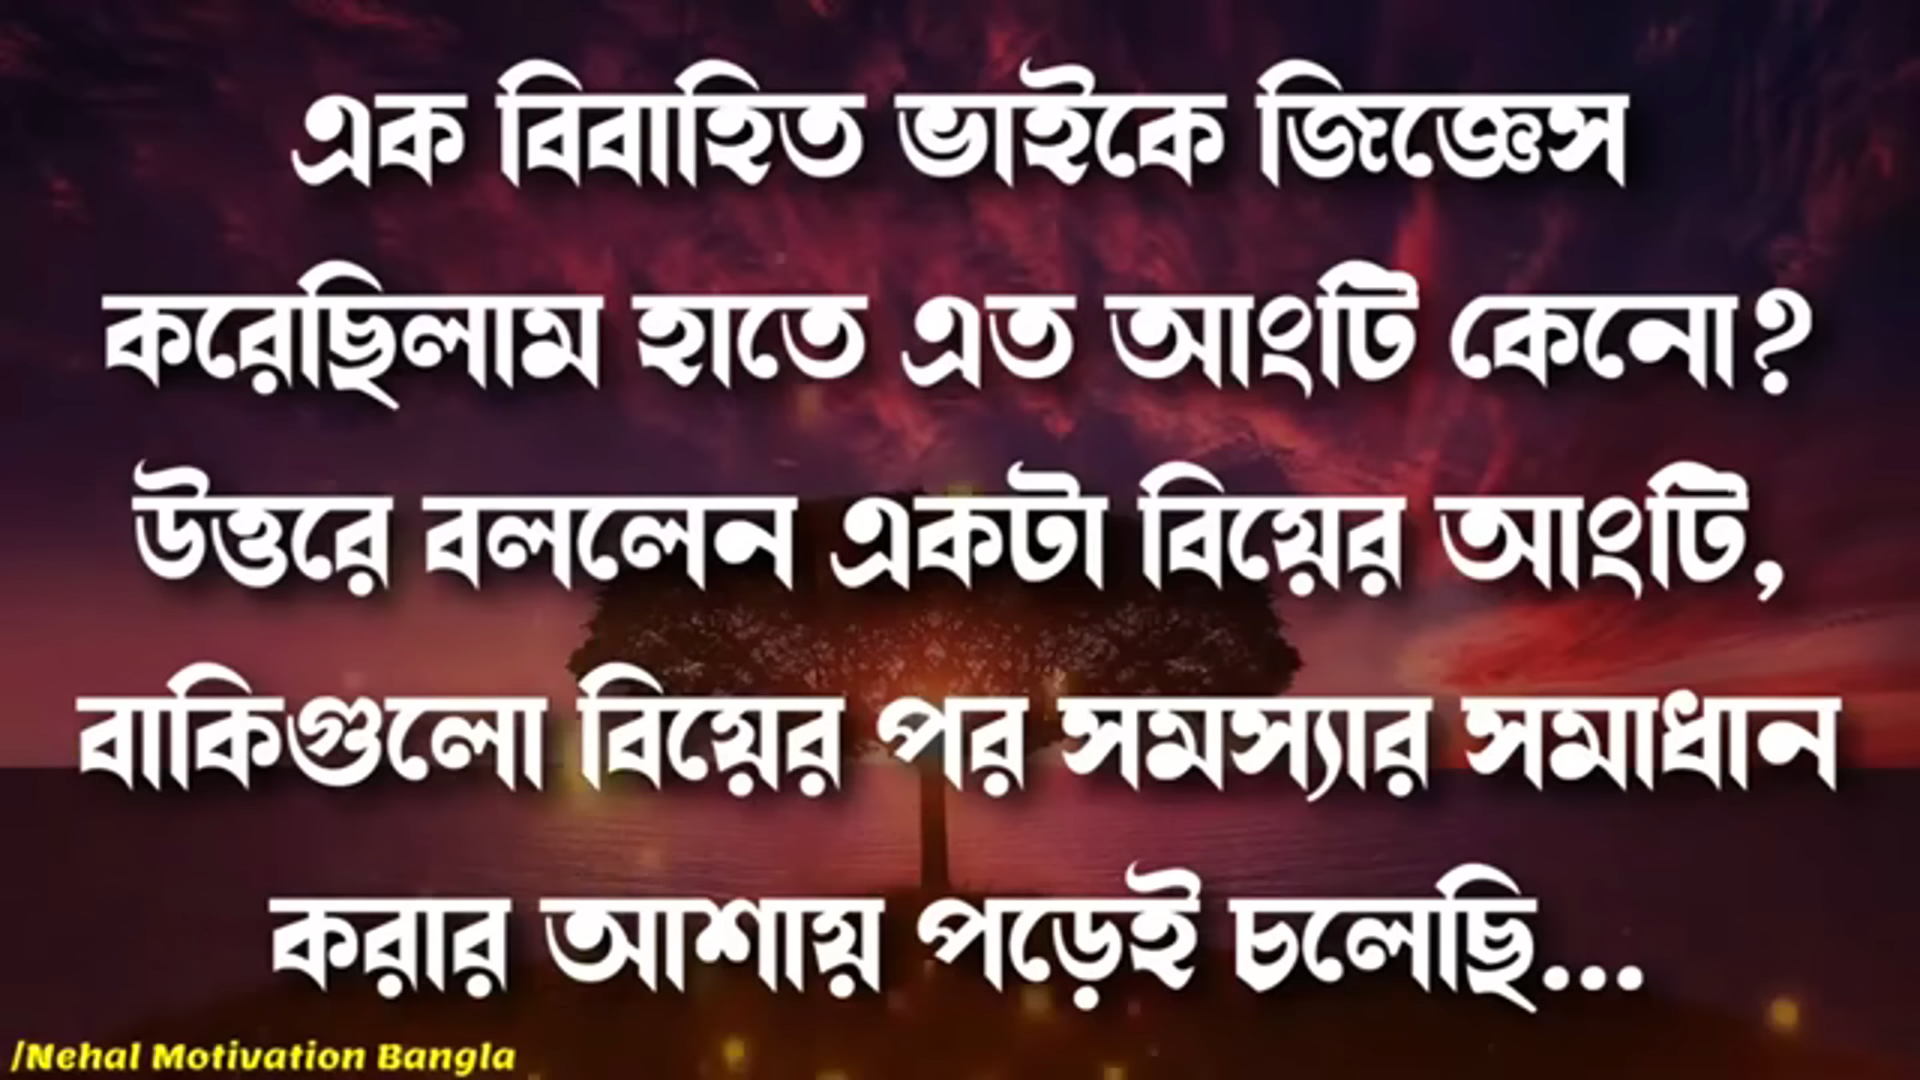 এক বিবাহিত ভাইকে জিজ্ঞেস
করেছিলাম হাতে এত আংটি কেনো?
উত্তরে বললেন একটা বিয়ের আংটি,
বাকিগুলো বিয়ের পর সমস্যার সমাধান
করার আশায় পড়েই চলেছি...
/Nehal Motivation Bangla